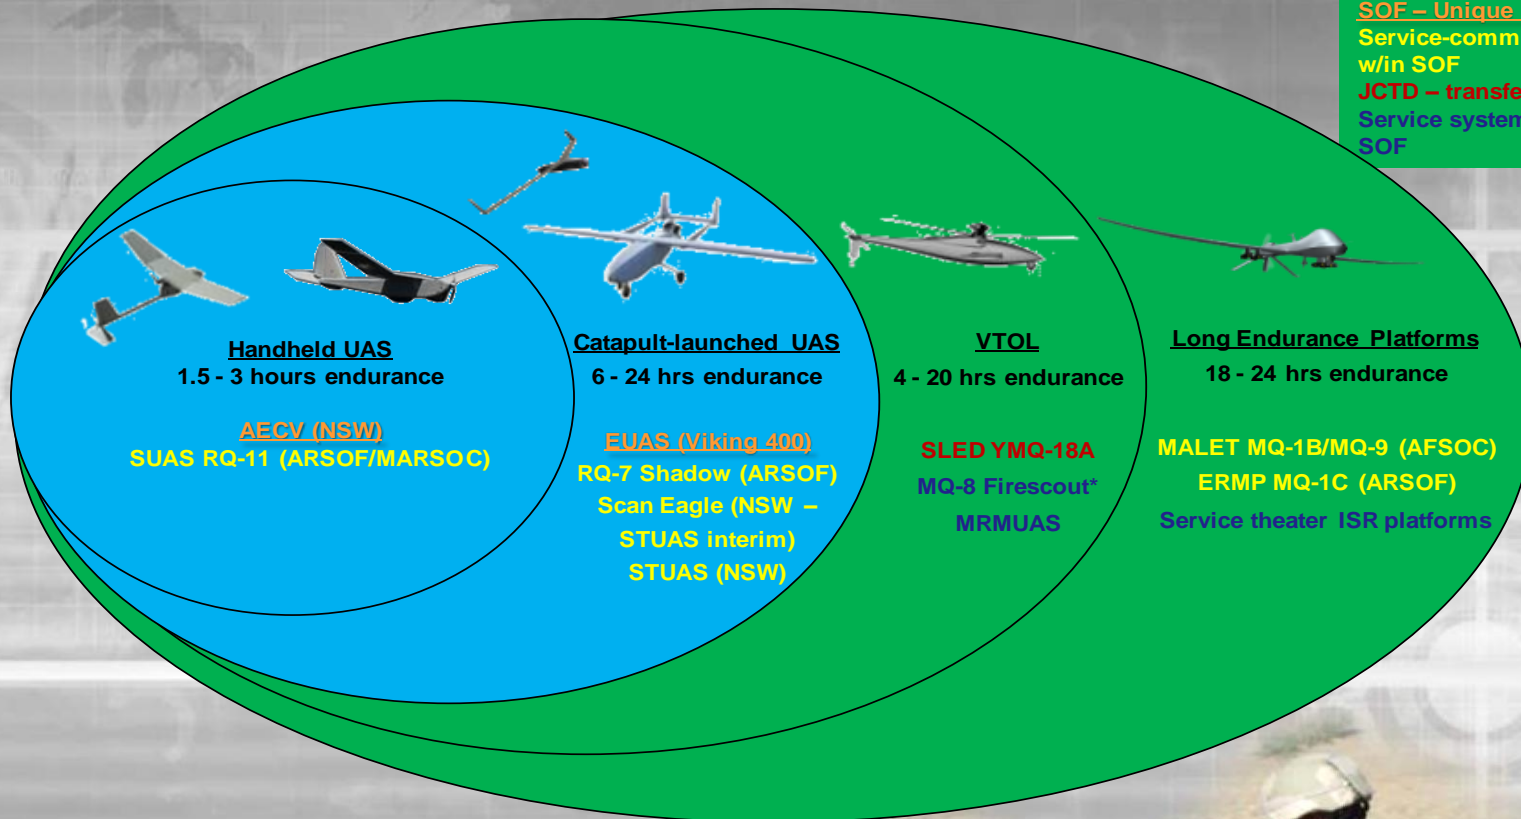 SOF – Unique
Service-comm
w/in SOF
JCTD – transfe
Service system
SOF
Handheld UAS
1.5 - 3 hours endurance
AECV (NSW)
SUAS RQ-11 (ARSOF/MARSOC)
Catapult-launched UAS
6 - 24 hrs endurance
EUAS (Viking 400)
RQ-7 Shadow (ARSOF)
Scan Eagle (NSW –
STUAS interim)
STUAS (NSW)
VTOL
4 - 20 hrs endurance
SLED YMQ-18A
MQ-8 Firescout*
MRMUAS
Long Endurance Platforms
18 - 24 hrs endurance
MALET MQ-1B/MQ-9 (AFSOC)
ERMP MQ-1C (ARSOF)
Service theater ISR platforms